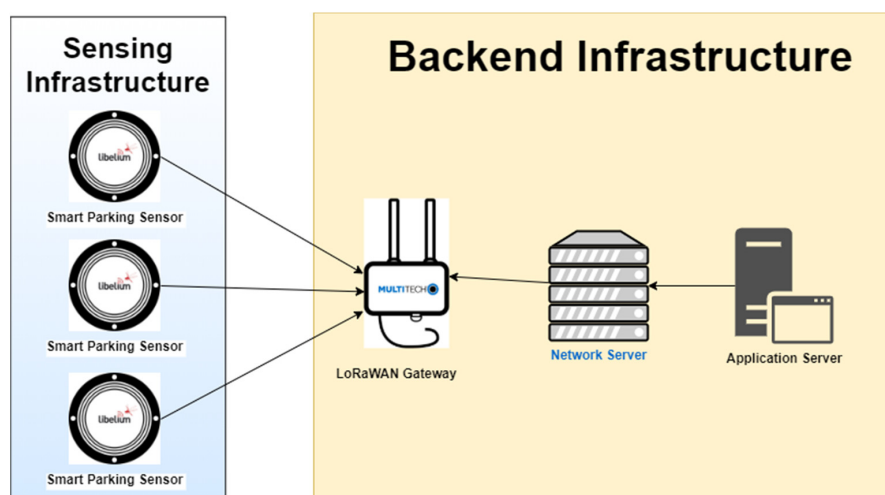 Sensing
Infrastructure
libelium
Smart Parking Sensor
libelium
Smart Parking Sensor
libelium
Smart Parking Sensor
Backend Infrastructure
MULTITECH
LoRaWAN Gateway
Network Server
Application Server